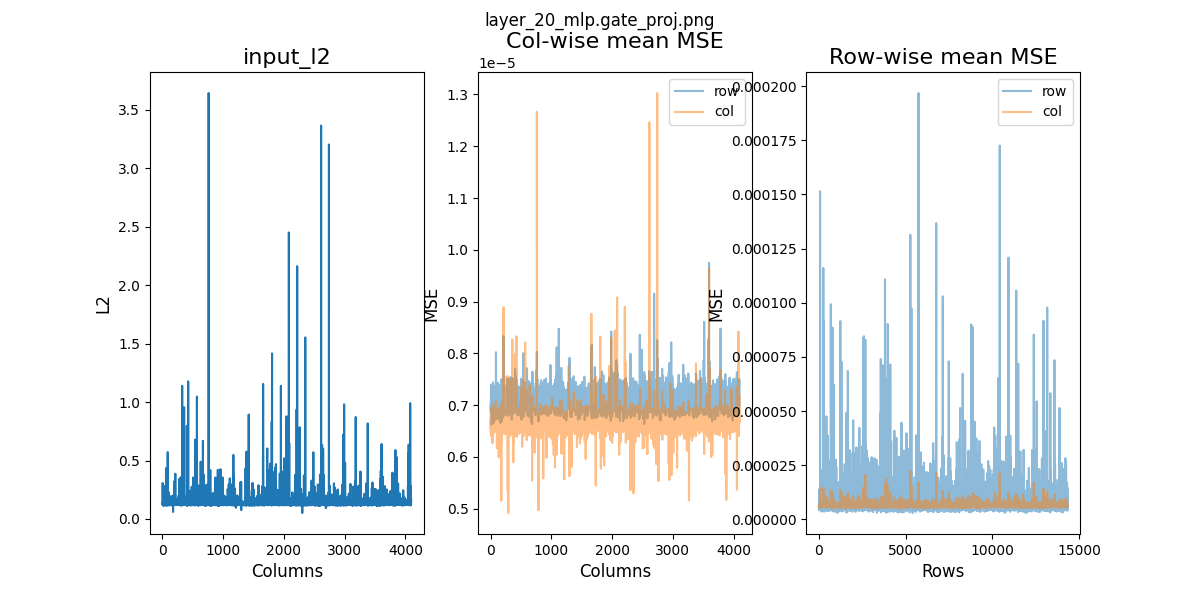 layer_20_mlp.gate_proj.png
input_l2
L2
3.5
3.0
2.5
2.0
1.5
1.0
0.5
0.0
0
1000
2000
3000
4000
Columns
Col-wise mean MSE
1e−5
MSE
1.3
1.2
1.1
1.0
0.9
0.8
0.7
0.6
0.5
row
col
0
1000
2000
3000
4000
Columns
Row-wise mean MSE
MSE
0.000200
0.000175
0.000150
0.000125
0.000100
0.000075
0.000050
0.000025
0.000000
row
col
0
5000
10000
15000
Rows